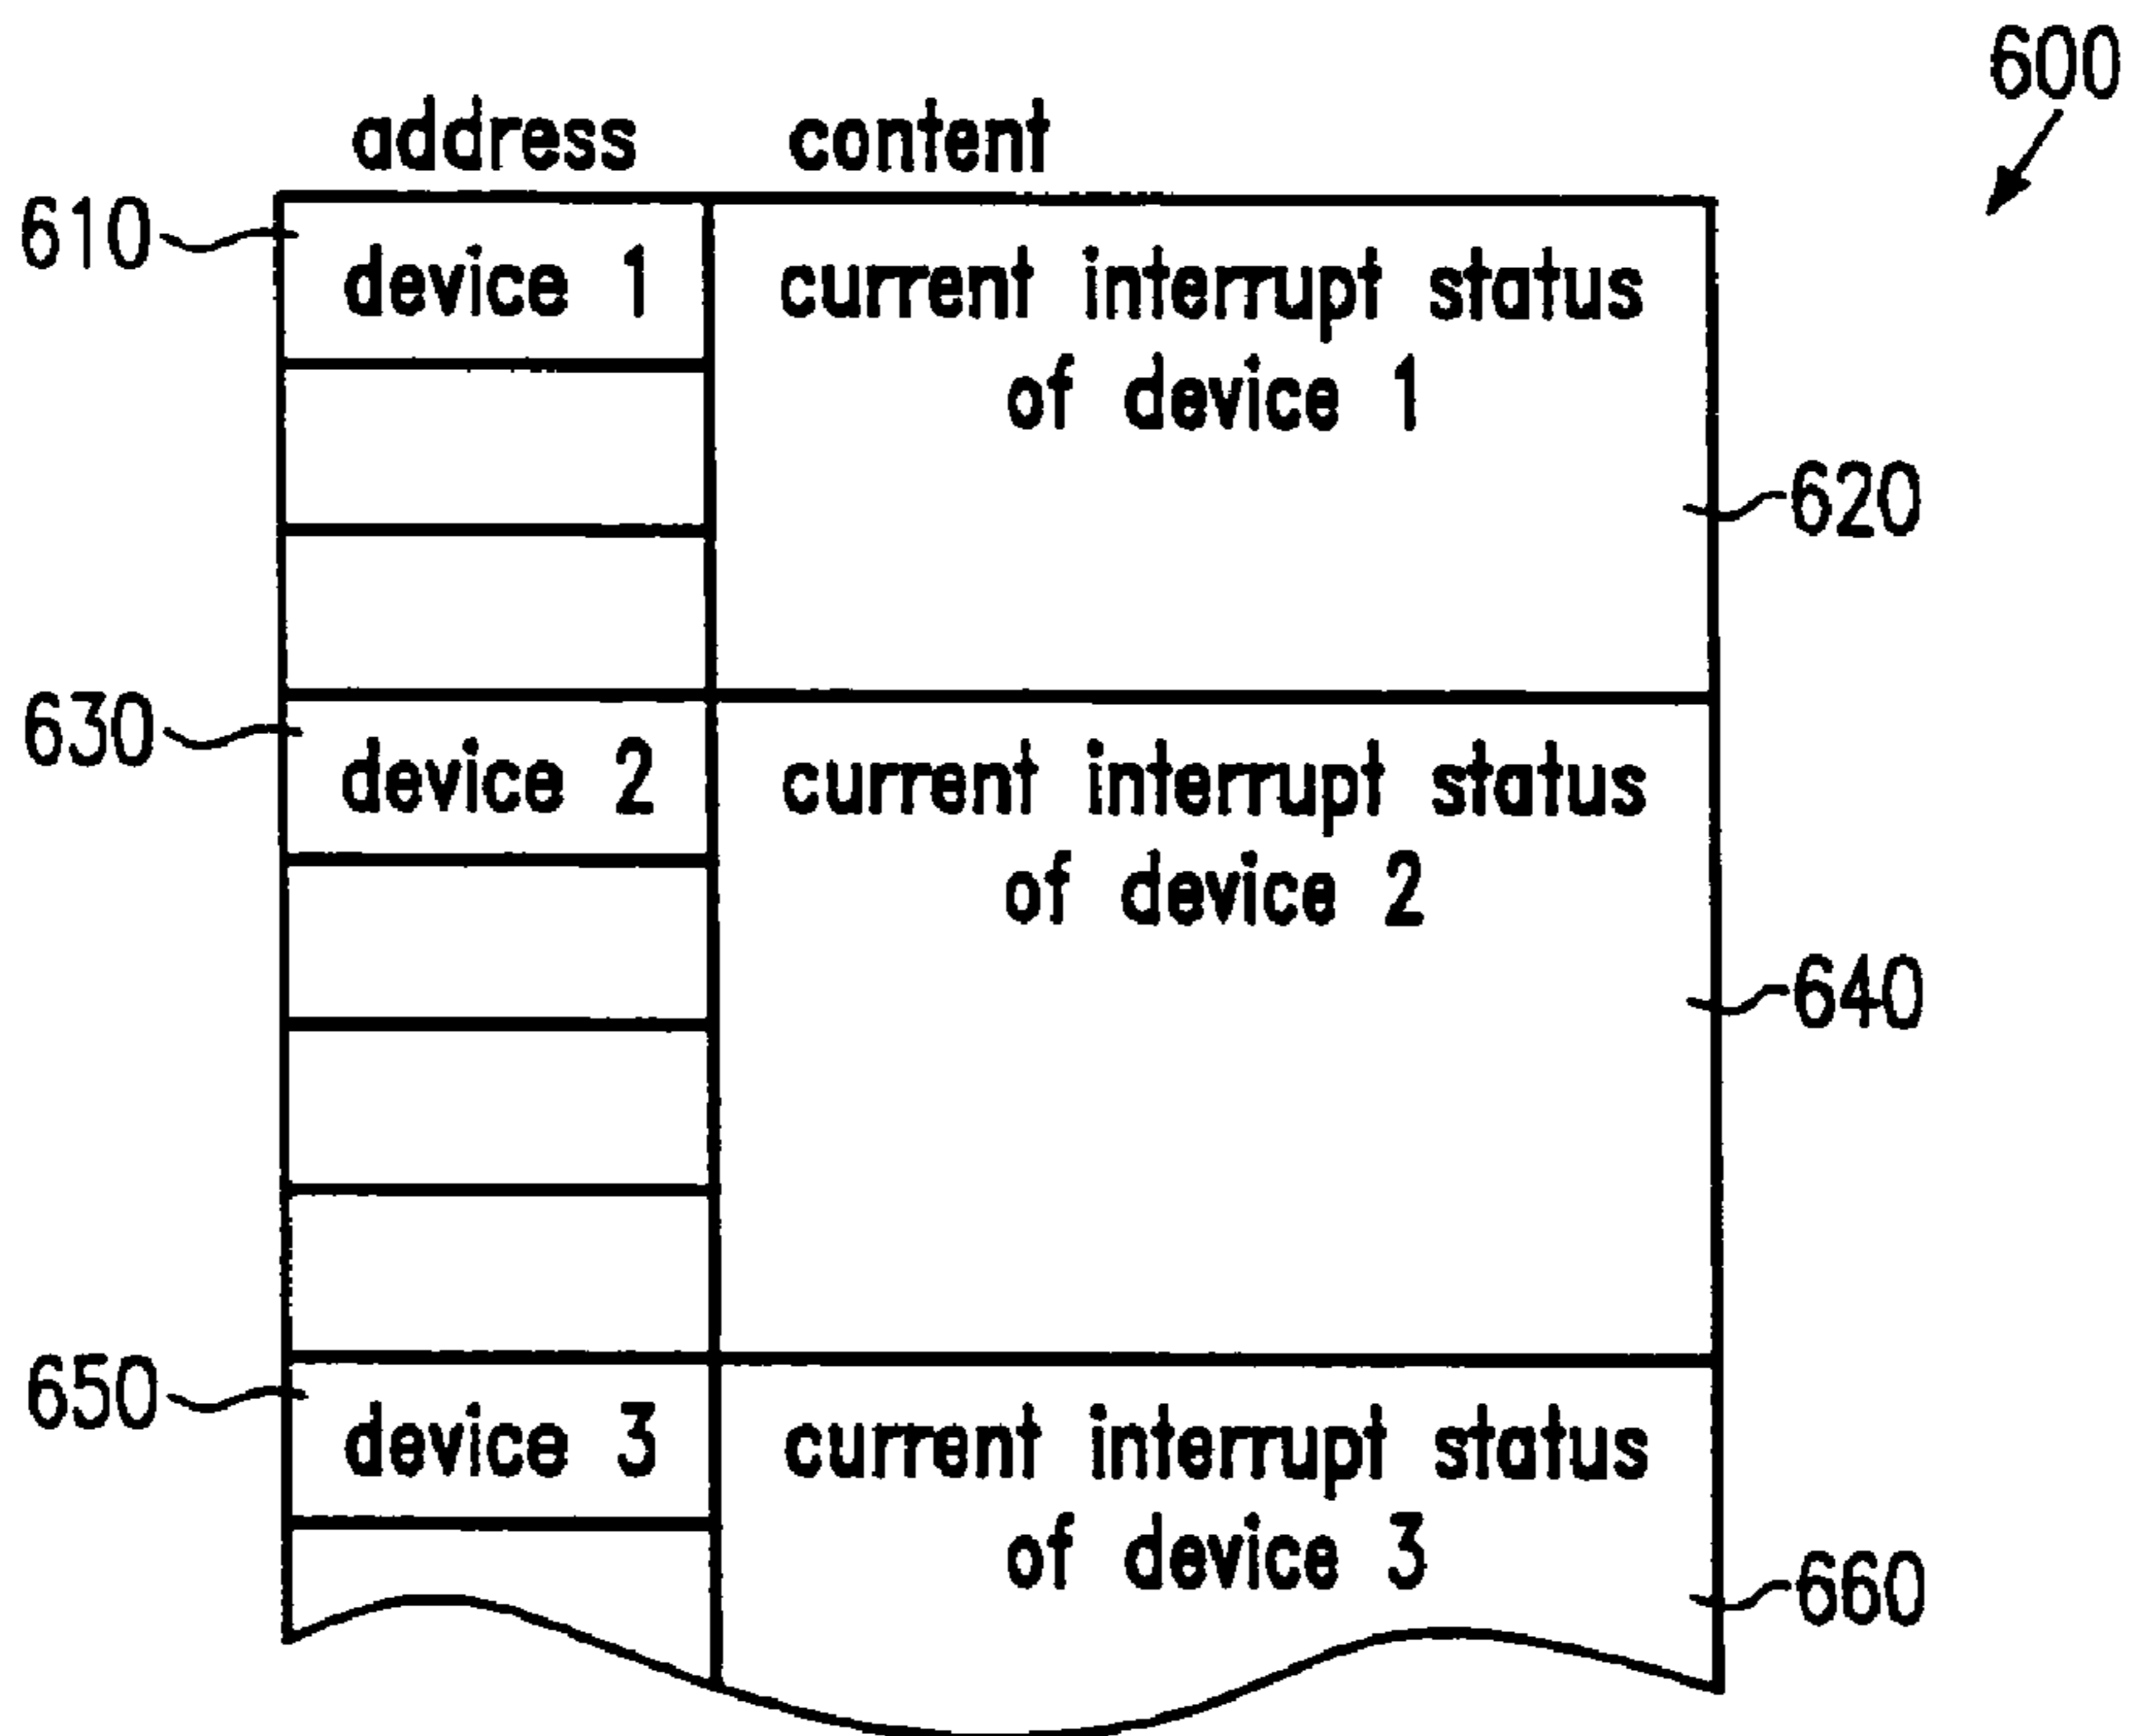 600
address content
610
device 1 current interrupt status
of device 1
620
630
device 2 current interrupt status
of device 2
640
650
device 3 current interrupt status
of device 3
660